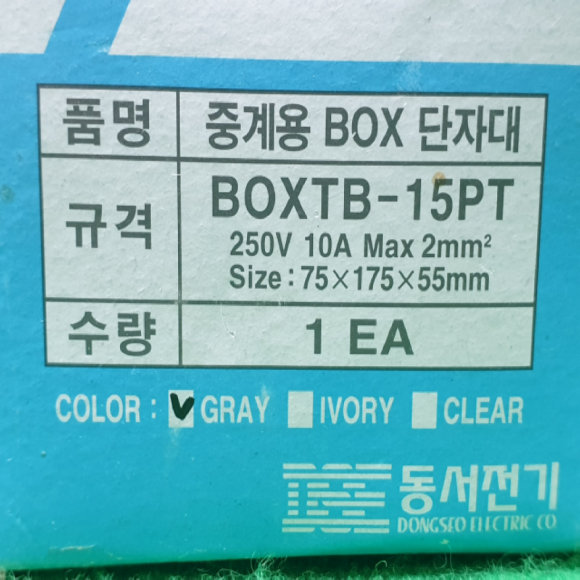 품명 중계용 BOX 단자대
규격 BOXTB-15PT
250V 10A Max 2mm²
Size : 75×175×55mm
수량 1 EA
COLOR : GRAY IVORY CLEAR
동서전기
DONGSEO ELECTRIC CO.